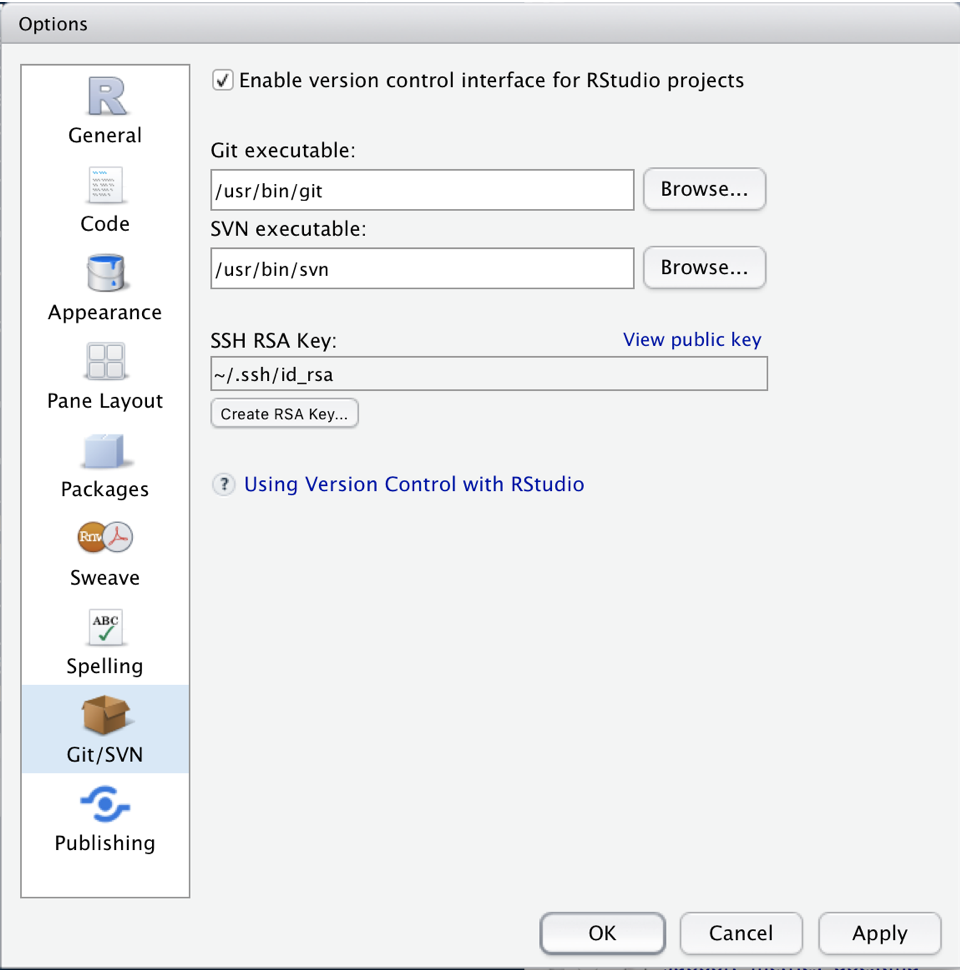 Options
General
Code
Appearance
Pane Layout
Packages
Rnw
Sweave
ABC
Spelling
Git/SVN
Publishing
Enable version control interface for RStudio projects
Git executable:
/usr/bin/git
Browse...
SVN executable:
/usr/bin/svn
Browse...
SSH RSA Key:
View public key
~/.ssh/id_rsa
Create RSA Key...
? Using Version Control with RStudio
OK
Cancel
Apply